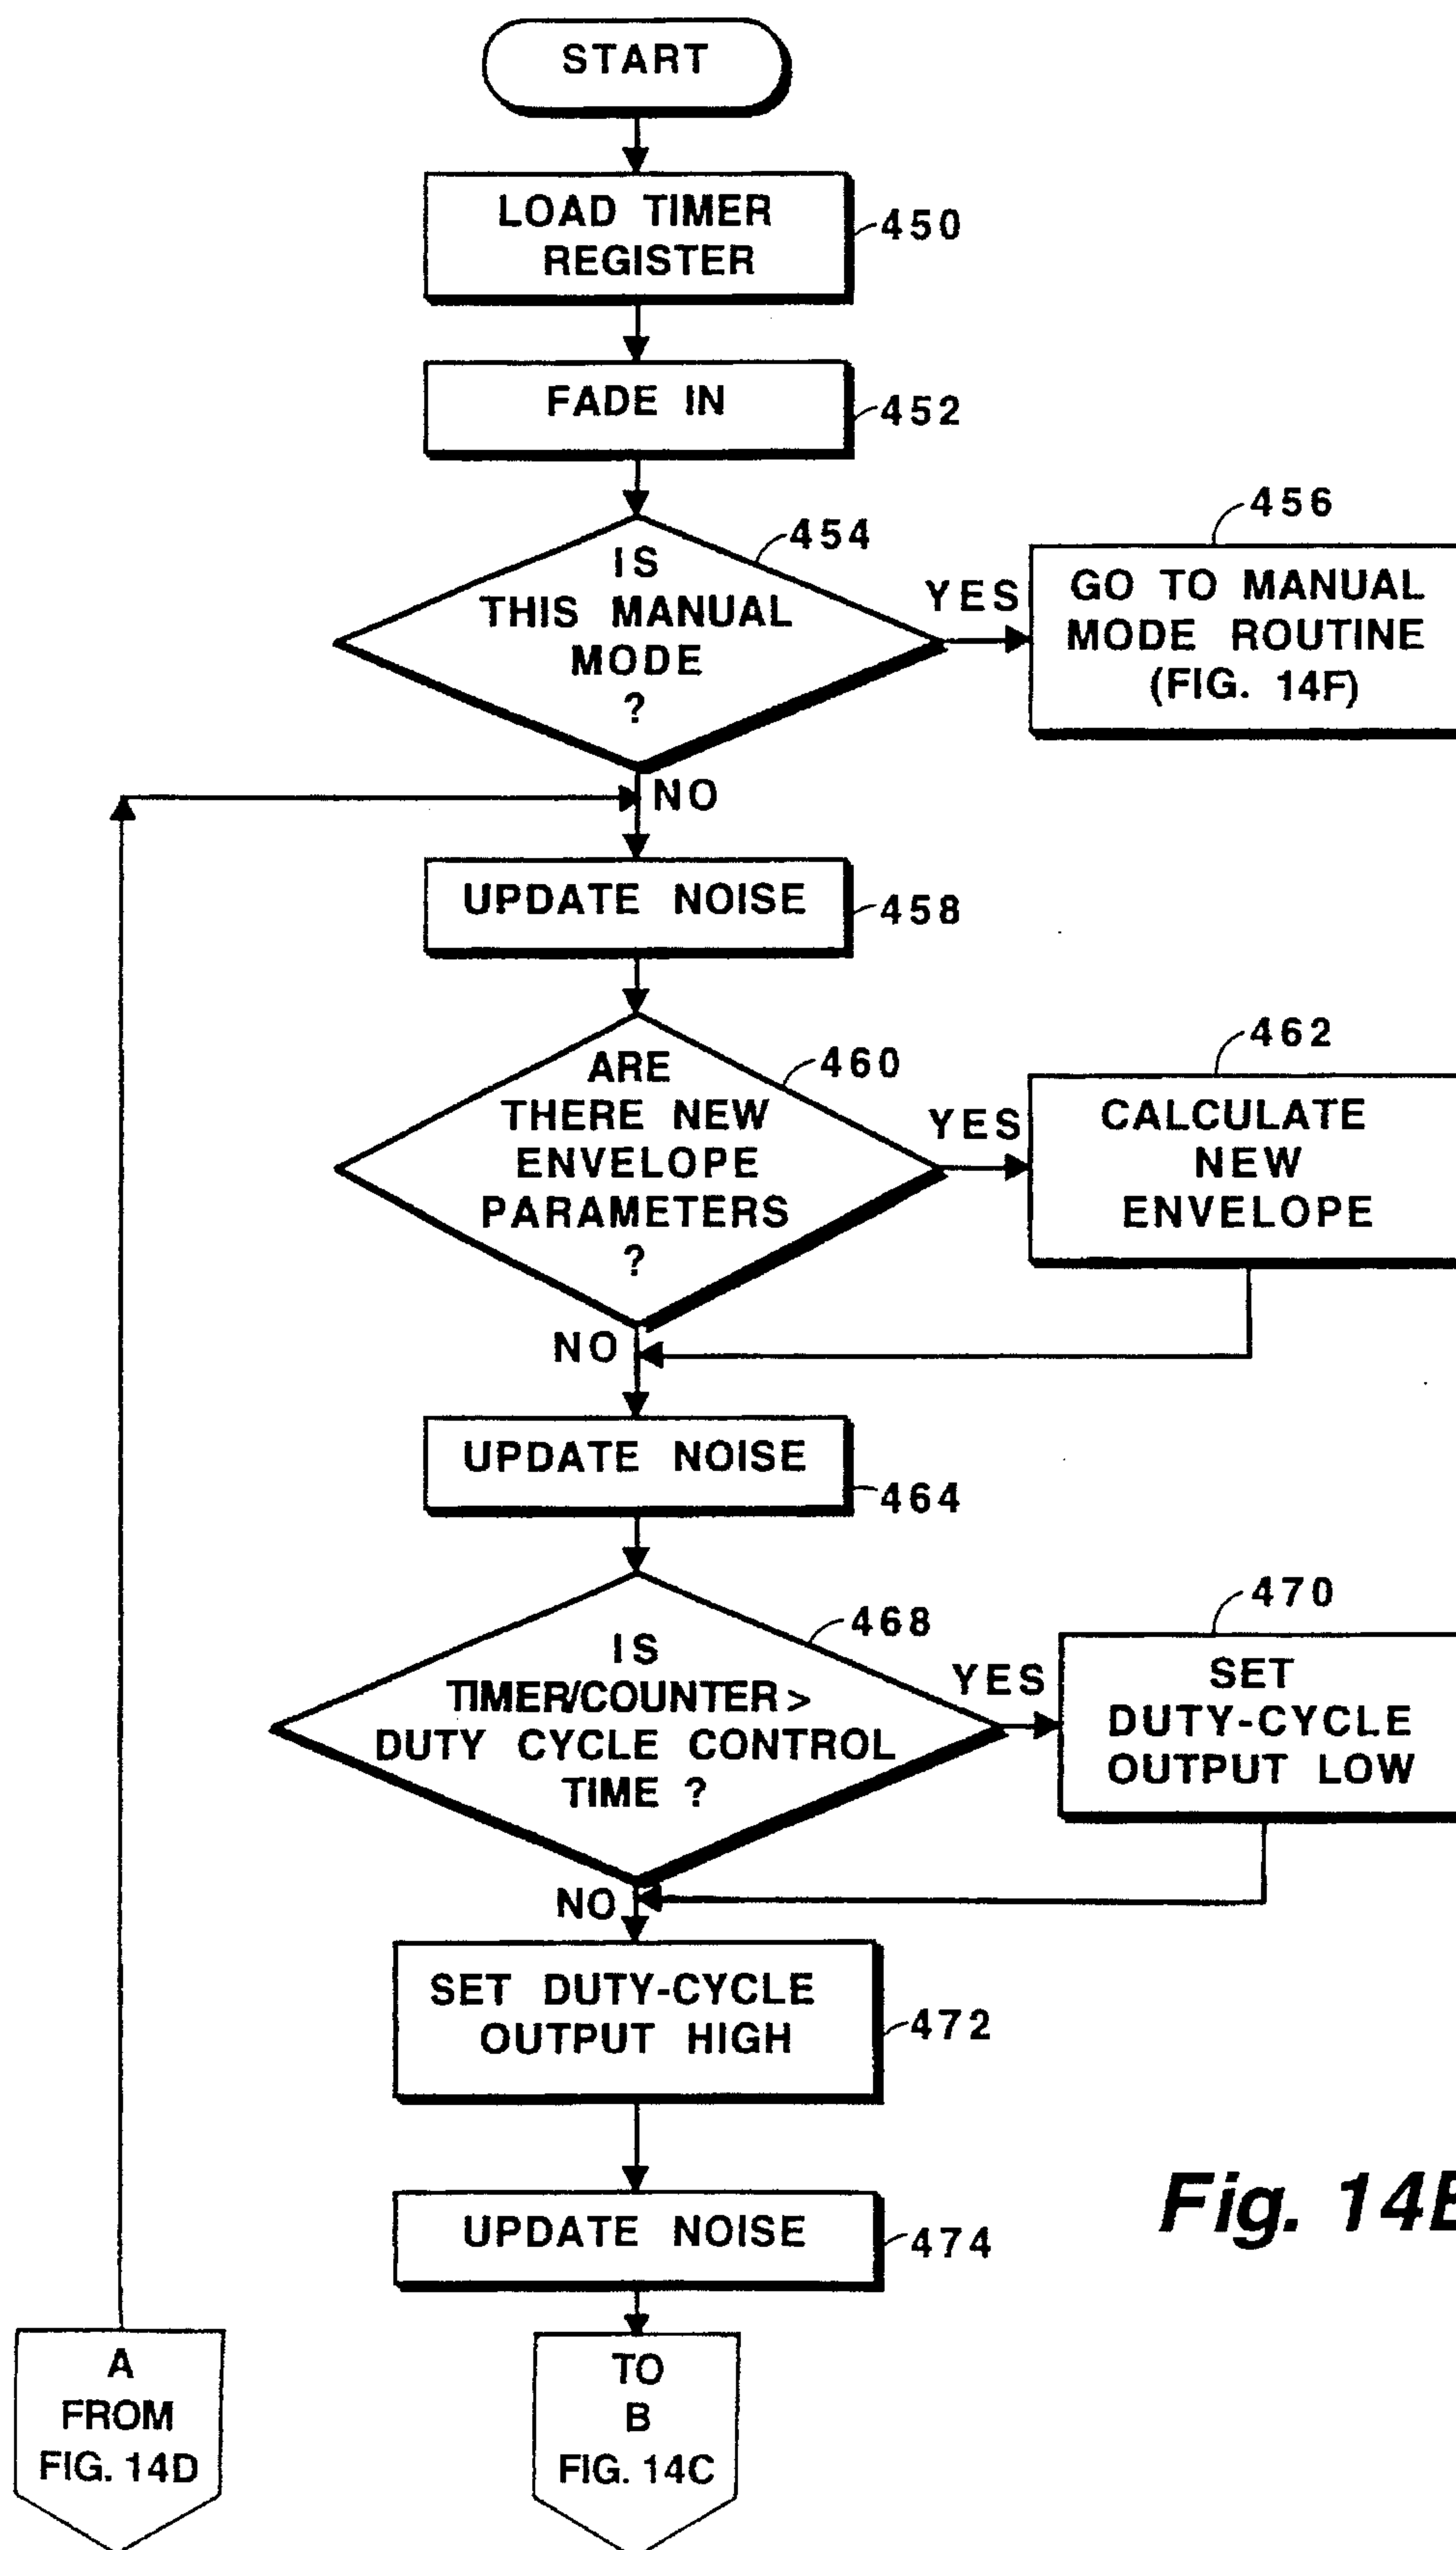 START
LOAD TIMER
REGISTER
450
FADE IN
452
IS
THIS MANUAL
MODE
?
454
YES
456
GO TO MANUAL
MODE ROUTINE
(FIG. 14F)
NO
UPDATE NOISE
458
ARE
THERE NEW
ENVELOPE
PARAMETERS
?
460
YES
462
CALCULATE
NEW
ENVELOPE
NO
UPDATE NOISE
464
IS
TIMER/COUNTER >
DUTY CYCLE CONTROL
TIME ?
468
YES
470
SET
DUTY-CYCLE
OUTPUT LOW
NO
SET DUTY-CYCLE
OUTPUT HIGH
472
UPDATE NOISE
474
Fig. 14
A
FROM
FIG. 14D
TO
B
FIG. 14C